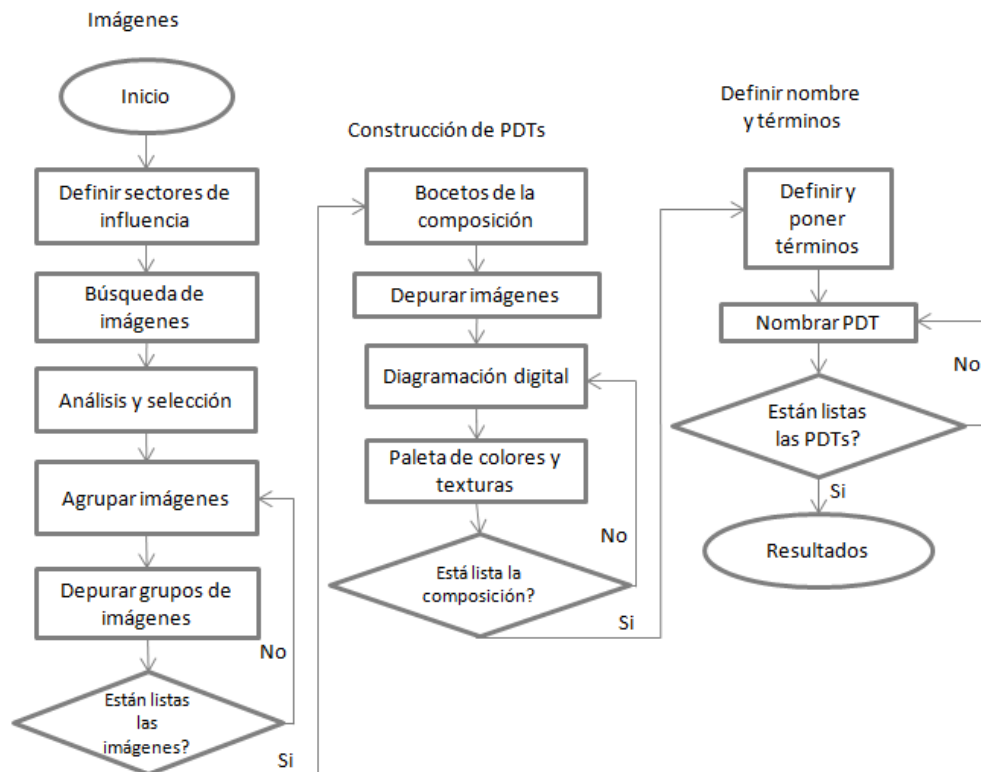 Imágenes
Inicio
Definir sectores de
influencia
Búsqueda de
imágenes
Análisis y selección
Agrupar imágenes
Depurar grupos de
imágenes
No
Están listas
las
imágenes?
Si
Construcción de PDTs
Bocetos de la
composición
Depurar imágenes
Diagramación digital
Paleta de colores y
texturas
No
Está lista la
composición?
Si
Definir nombre
y términos
Definir y
poner
términos
Nombrar PDT
No
Están listas
las PDTs?
Si
Resultados